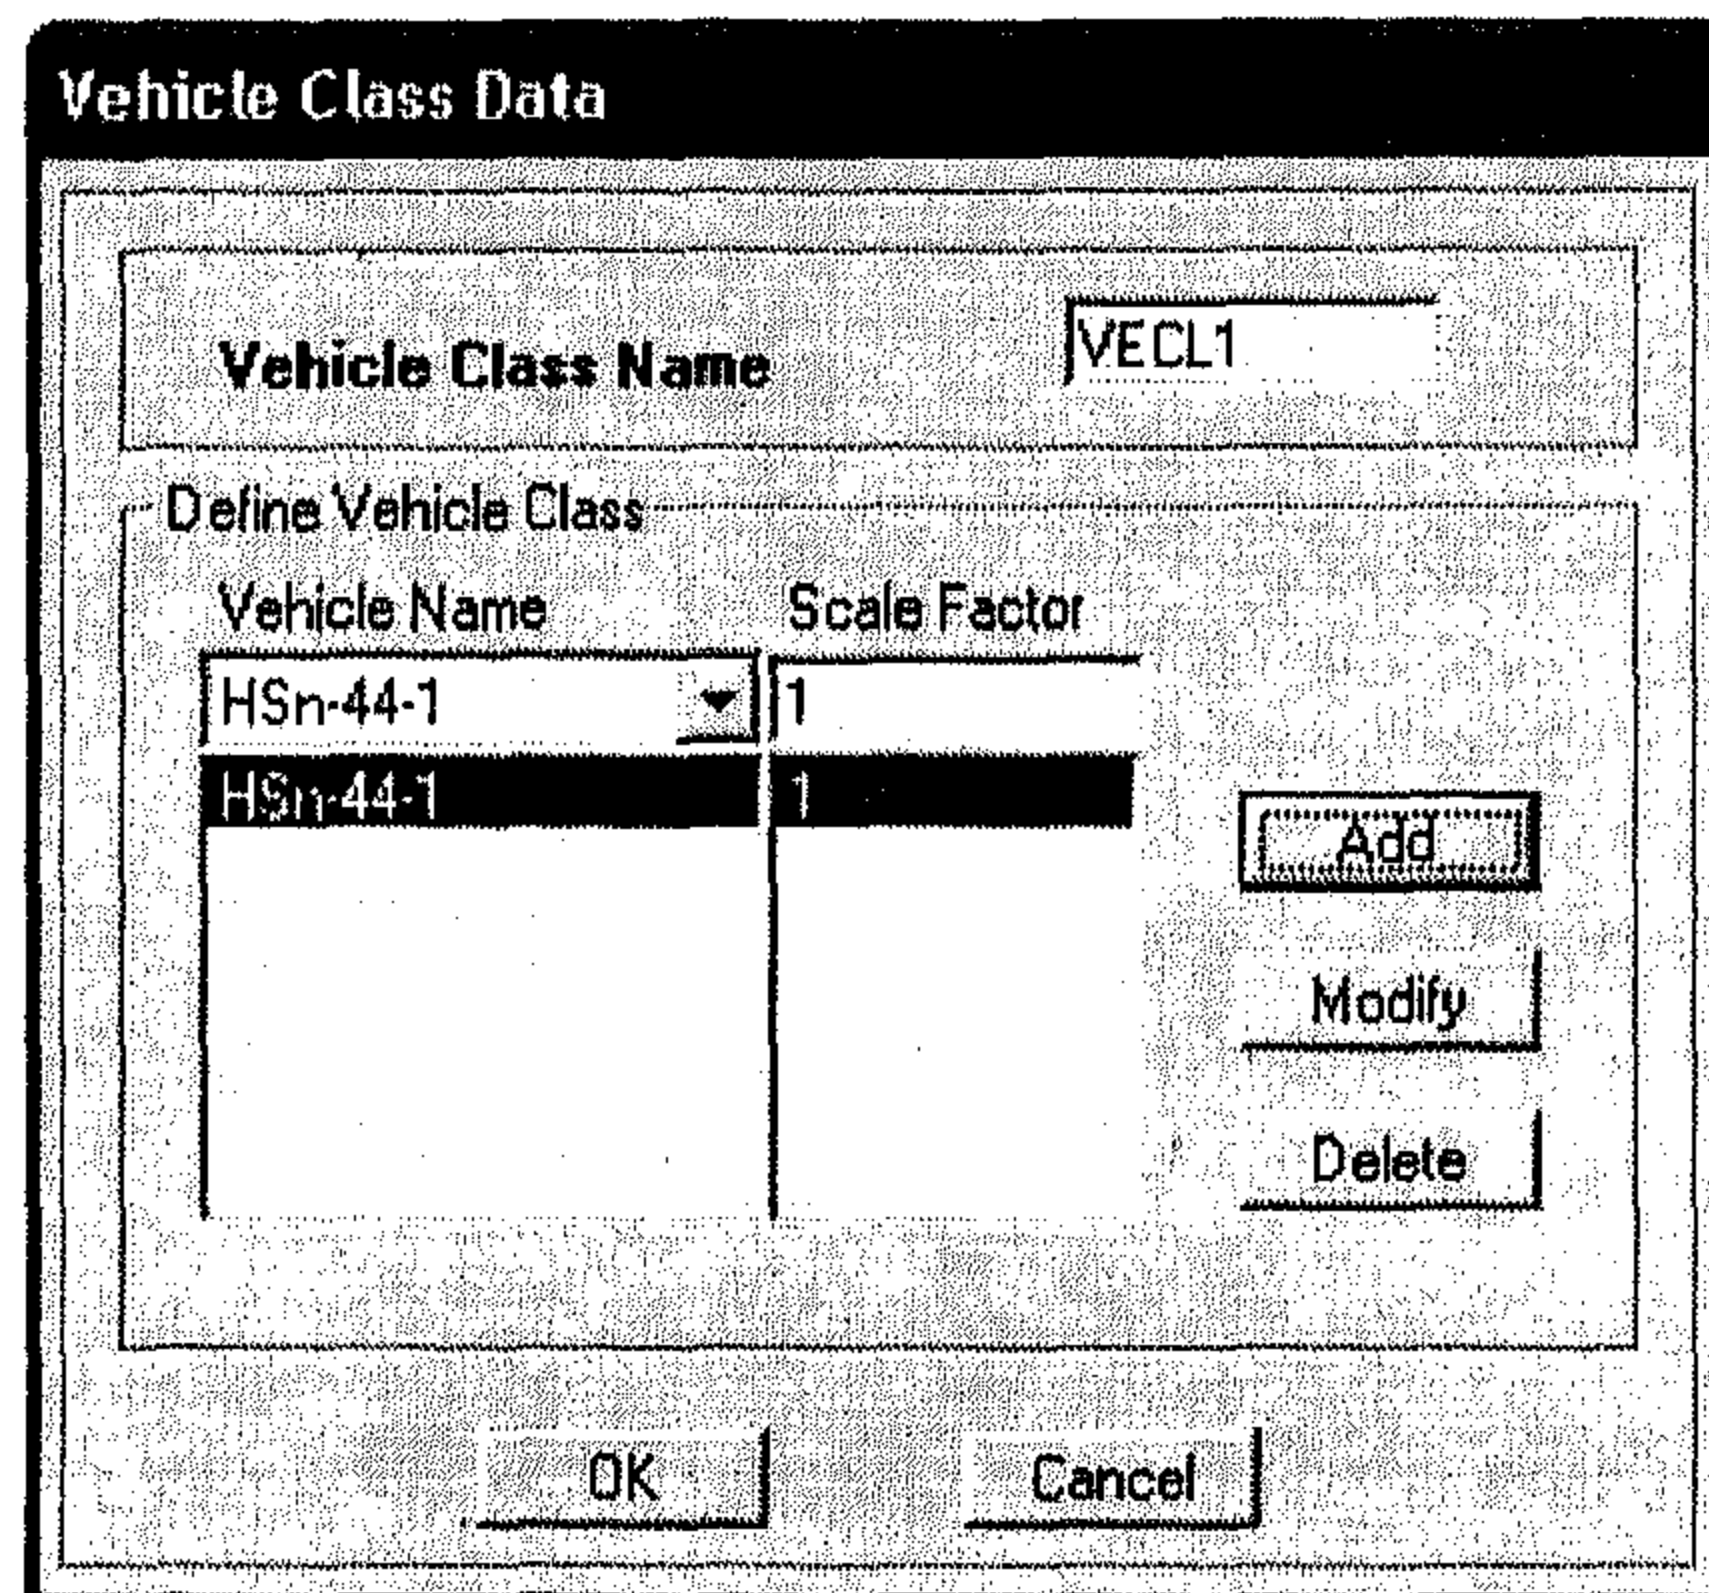 Vehicle Class Data
Vehicle Class Name VECL1
Define Vehicle Class
Vehicle Name Scale Factor
HSn-44-1 1
HSn-44-1 1
Add
Modify
Delete
OK Cancel